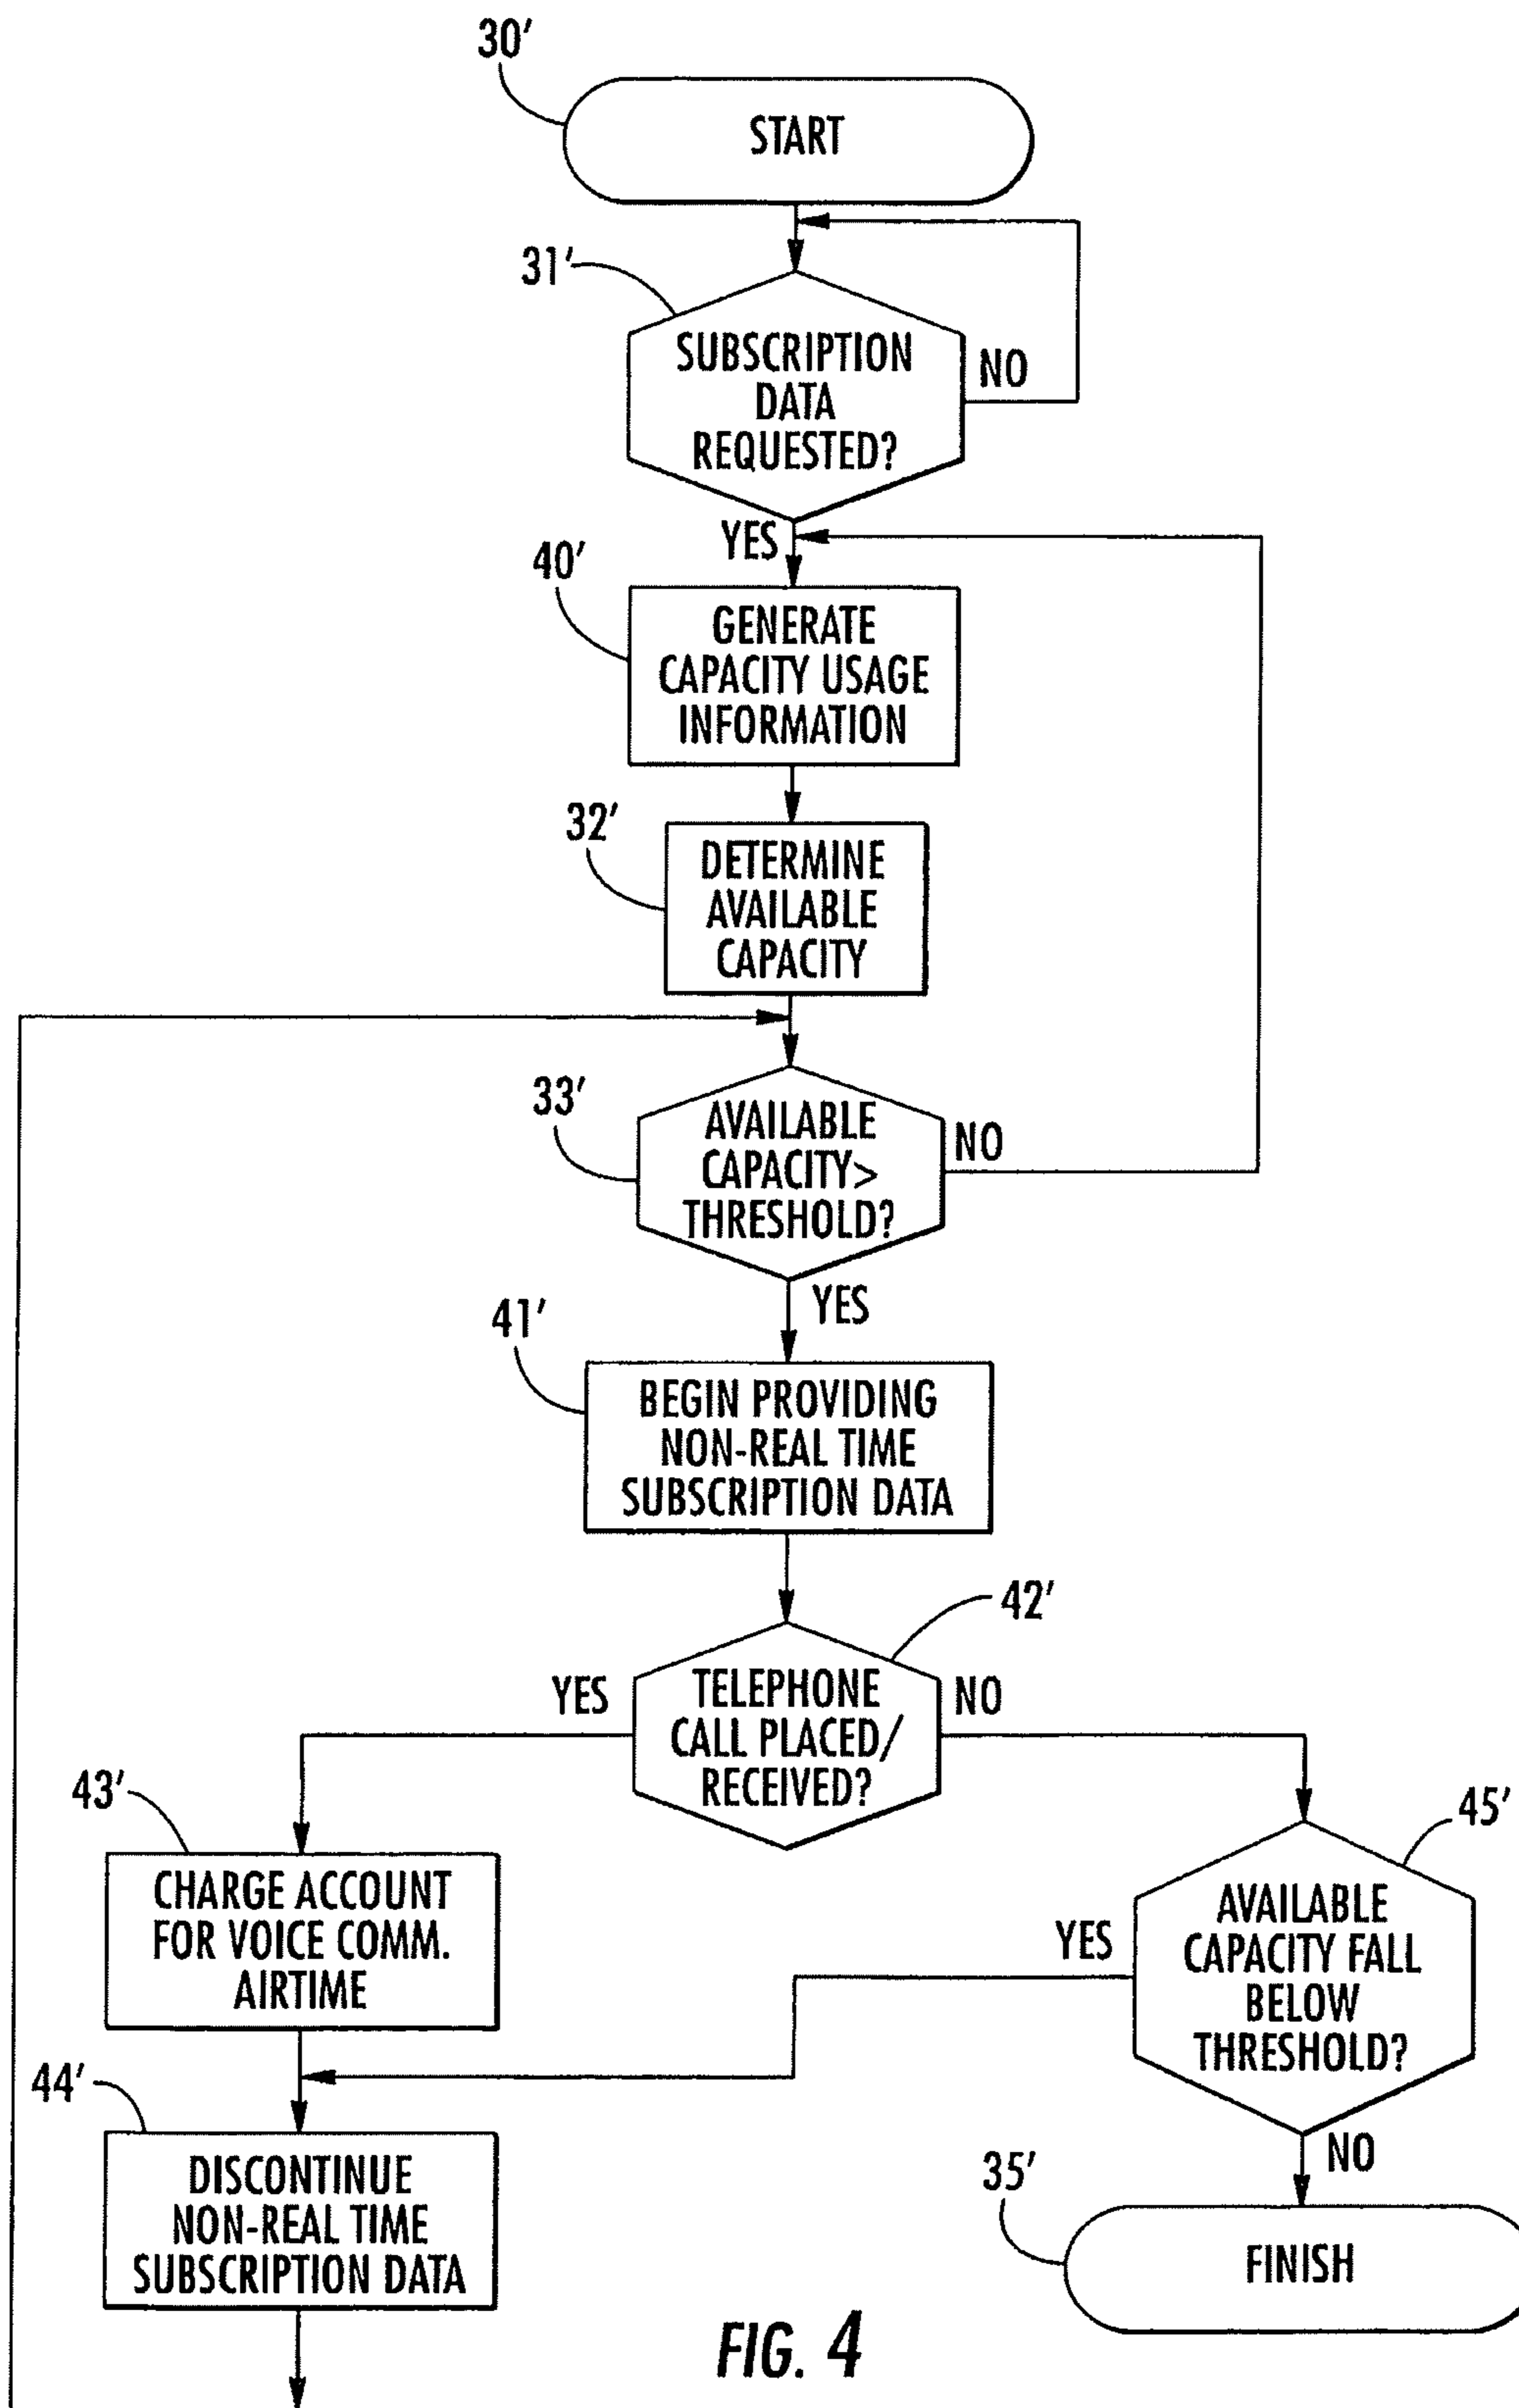 30'
START
31'
SUBSCRIPTION
DATA
REQUESTED?
NO
YES
40'
GENERATE
CAPACITY USAGE
INFORMATION
32'
DETERMINE
AVAILABLE
CAPACITY
33'
AVAILABLE
CAPACITY>
THRESHOLD?
NO
YES
41'
BEGIN PROVIDING
NON-REAL TIME
SUBSCRIPTION DATA
42'
YES
TELEPHONE
CALL PLACED/
RECEIVED?
NO
43'
CHARGE ACCOUNT
FOR VOICE COMM.
AIRTIME
45'
YES
AVAILABLE
CAPACITY FALL
BELOW
THRESHOLD?
NO
44'
DISCONTINUE
NON-REAL TIME
SUBSCRIPTION DATA
35'
FINISH
FIG. 4